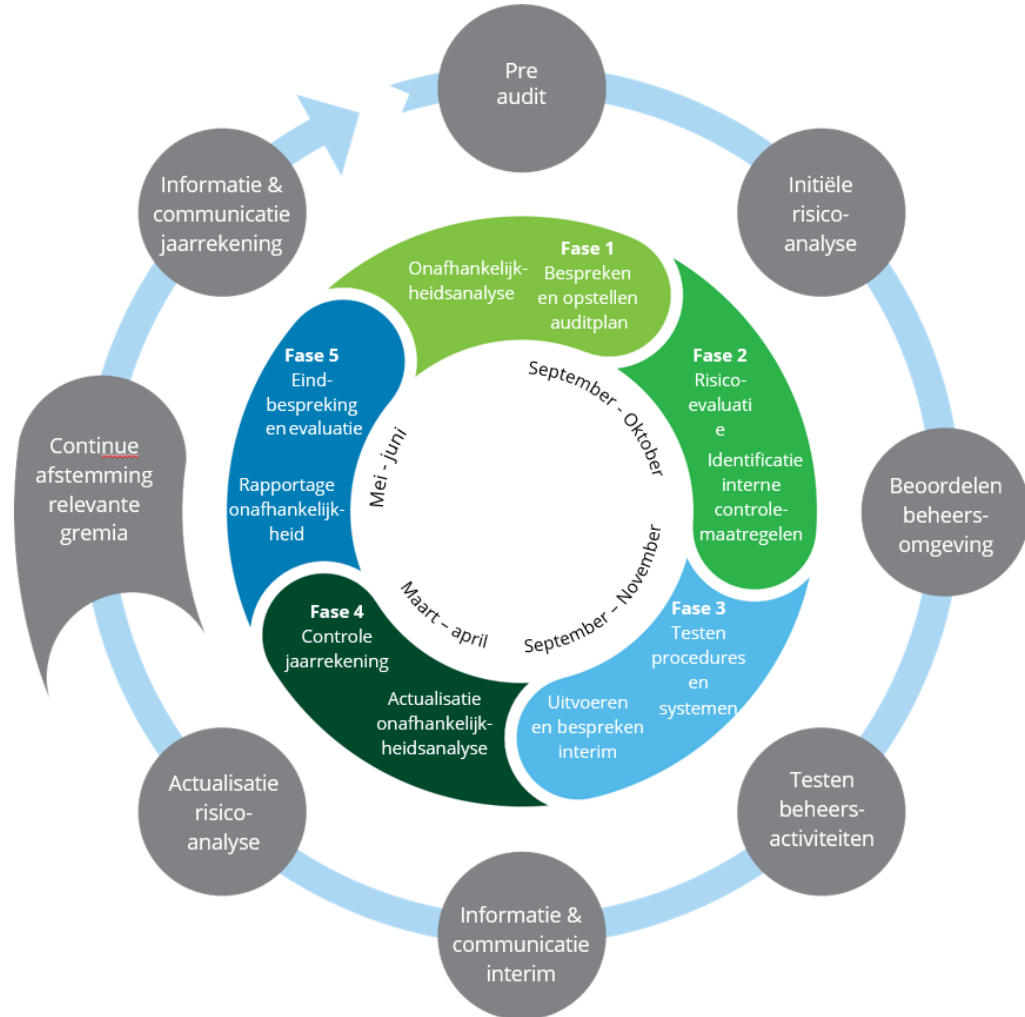 Pre
audit
Initiële
risico-
analyse
Beoordelen
beheers-
omgeving
Testen
beheers-
activiteiten
Informatie &
communicatie
interim
Actualisatie
risico-
analyse
Continue
afstemming
relevante
gremia
Informatie &
communicatie
jaarrekening
Onafhankelijk-
heidsanalyse
Fase 1
Bespreken
en opstellen
auditplan
Fase 2
Risico-
evaluati
e
Identificatie
interne
controle-
maatregelen
Fase 3
Testen
procedures
en
systemen
Uitvoeren
en bespreken
interim
Fase 4
Controle
jaarrekening
Actualisatie
onafhankelijk-
heidsanalyse
Fase 5
Eind-
bespreking
en evaluatie
Rapportage
onafhankelijk-
heid
September - Oktober
September – November
Maart – april
Mei - juni